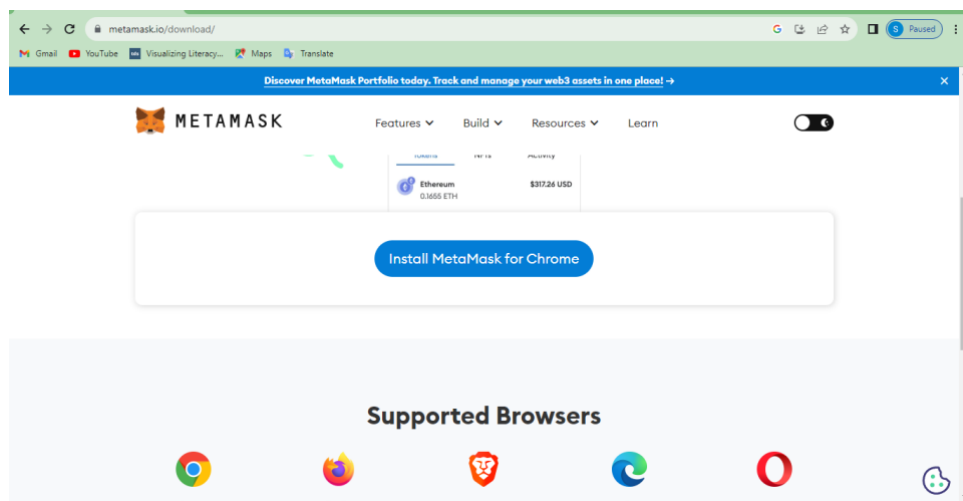 metamask.io/download/
Paused
Gmail YouTube Visualizing Literacy... Maps Translate
Discover MetaMask Portfolio today. Track and manage your web3 assets in one place! →
METAMASK Features Build Resources Learn
Tokens NFTs Activity
Ethereum $317.26 USD
0.1655 ETH
Install MetaMask for Chrome
Supported Browsers